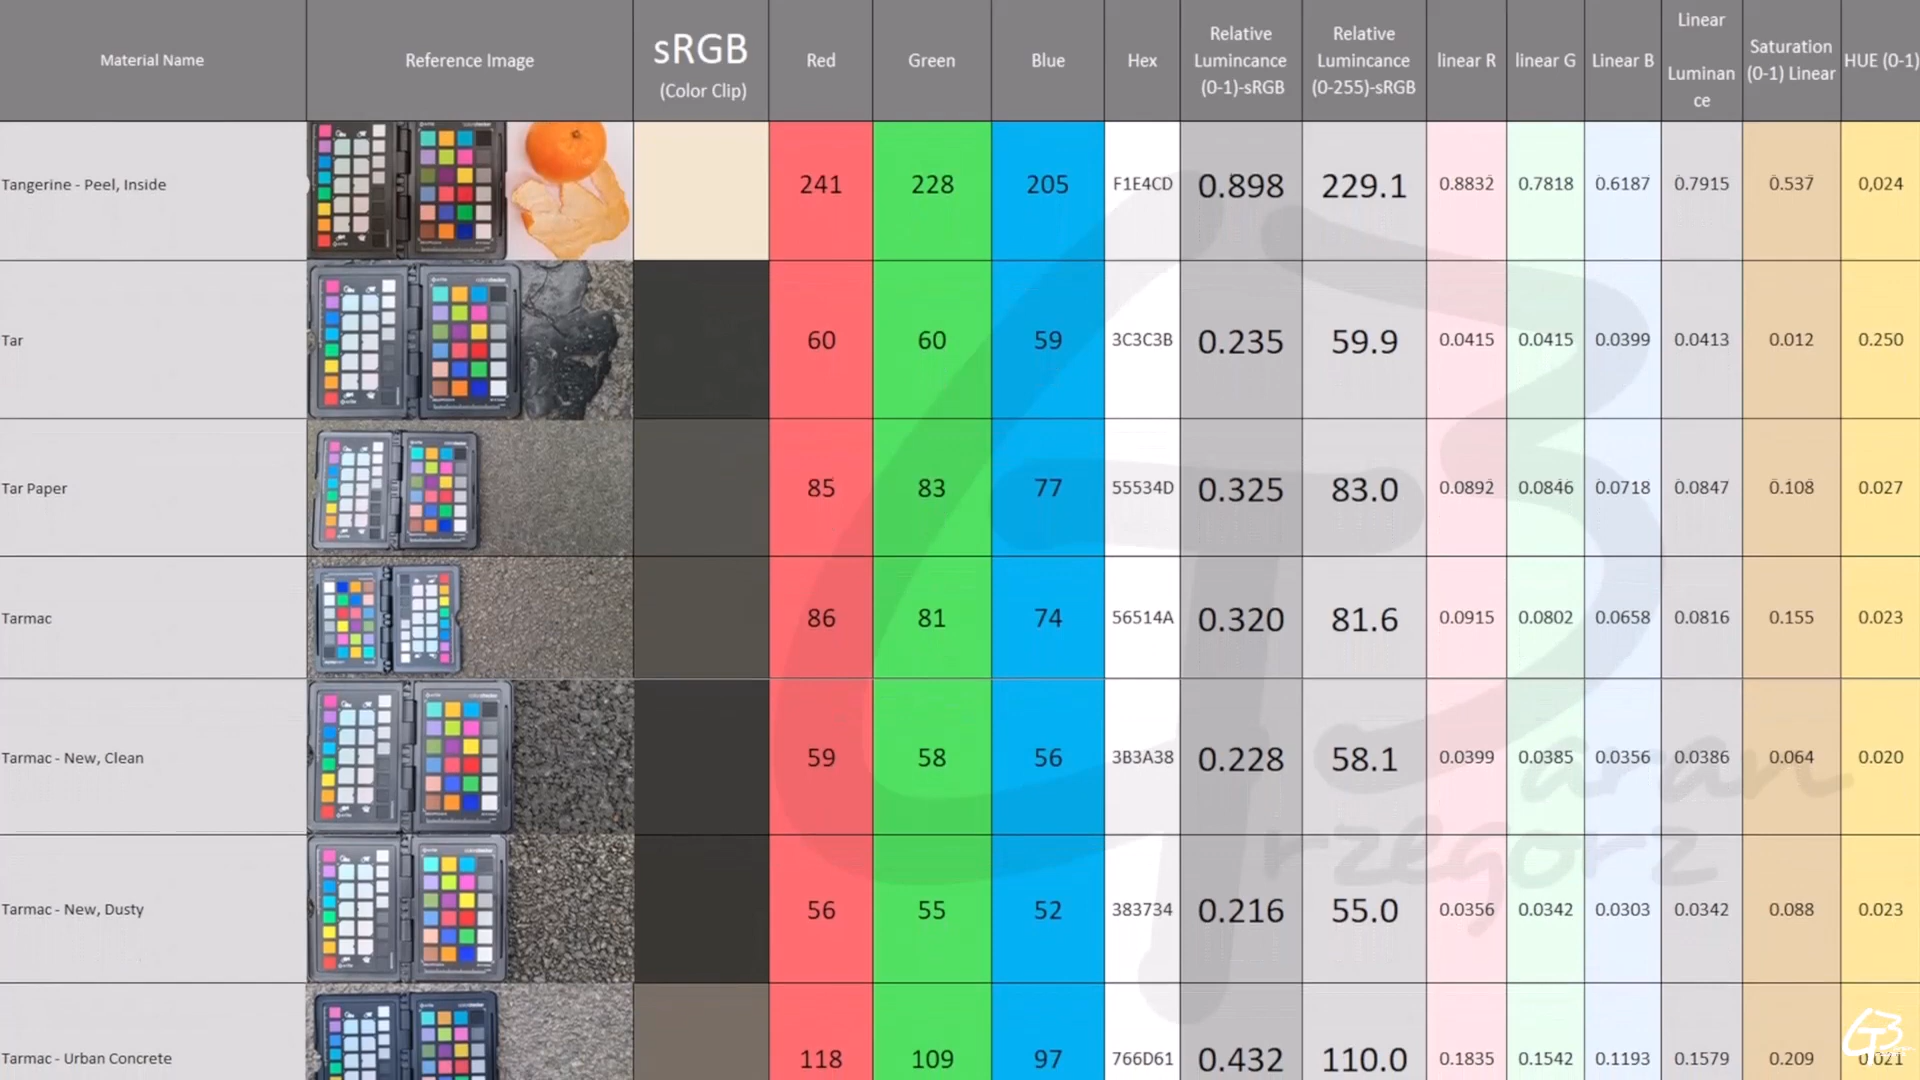 Material Name Reference Image sRGB (Color Clip) Red Green Blue Hex Relative Lumincance (0-1)-sRGB Relative Lumincance (0-255)-sRGB linear R linear G Linear B Linear Luminan ce Saturation (0-1) Linear HUE (0-1)
Tangerine - Peel, Inside 241 228 205 F1E4CD 0.898 229.1 0.8832 0.7818 0.6187 0.7915 0.537 0,024
Tar 60 60 59 3C3C3B 0.235 59.9 0.0415 0.0415 0.0399 0.0413 0.012 0.250
Tar Paper 85 83 77 55534D 0.325 83.0 0.0892 0.0846 0.0718 0.0847 0.108 0.027
Tarmac 86 81 74 56514A 0.320 81.6 0.0915 0.0802 0.0658 0.0816 0.155 0.023
Tarmac - New, Clean 59 58 56 3B3A38 0.228 58.1 0.0399 0.0385 0.0356 0.0386 0.064 0.020
Tarmac - New, Dusty 56 55 52 383734 0.216 55.0 0.0356 0.0342 0.0303 0.0342 0.088 0.023
Tarmac - Urban Concrete 118 109 97 766D61 0.432 110.0 0.1835 0.1542 0.1193 0.1579 0.209 0.021